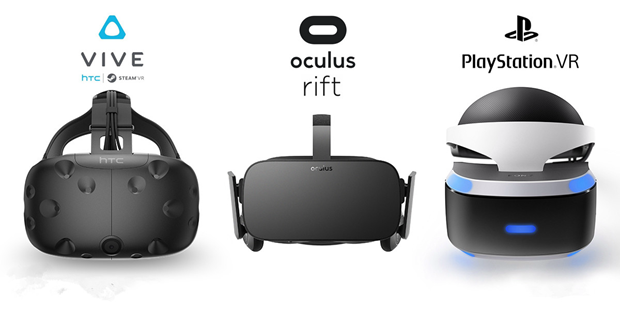 VIVE
htc | STEAM VR
oculus
rift
PlayStation.VR
htc
oculus